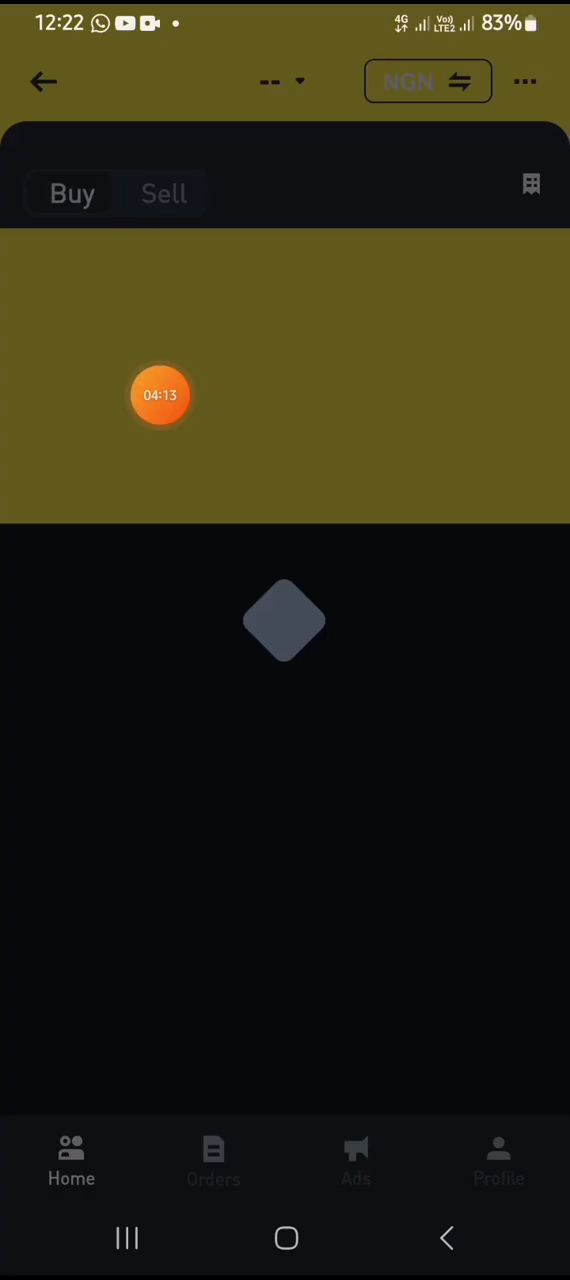 12:22
4G Vo) LTE2 83%
-- NGN
Buy Sell
04:13
Home Orders Ads Profile